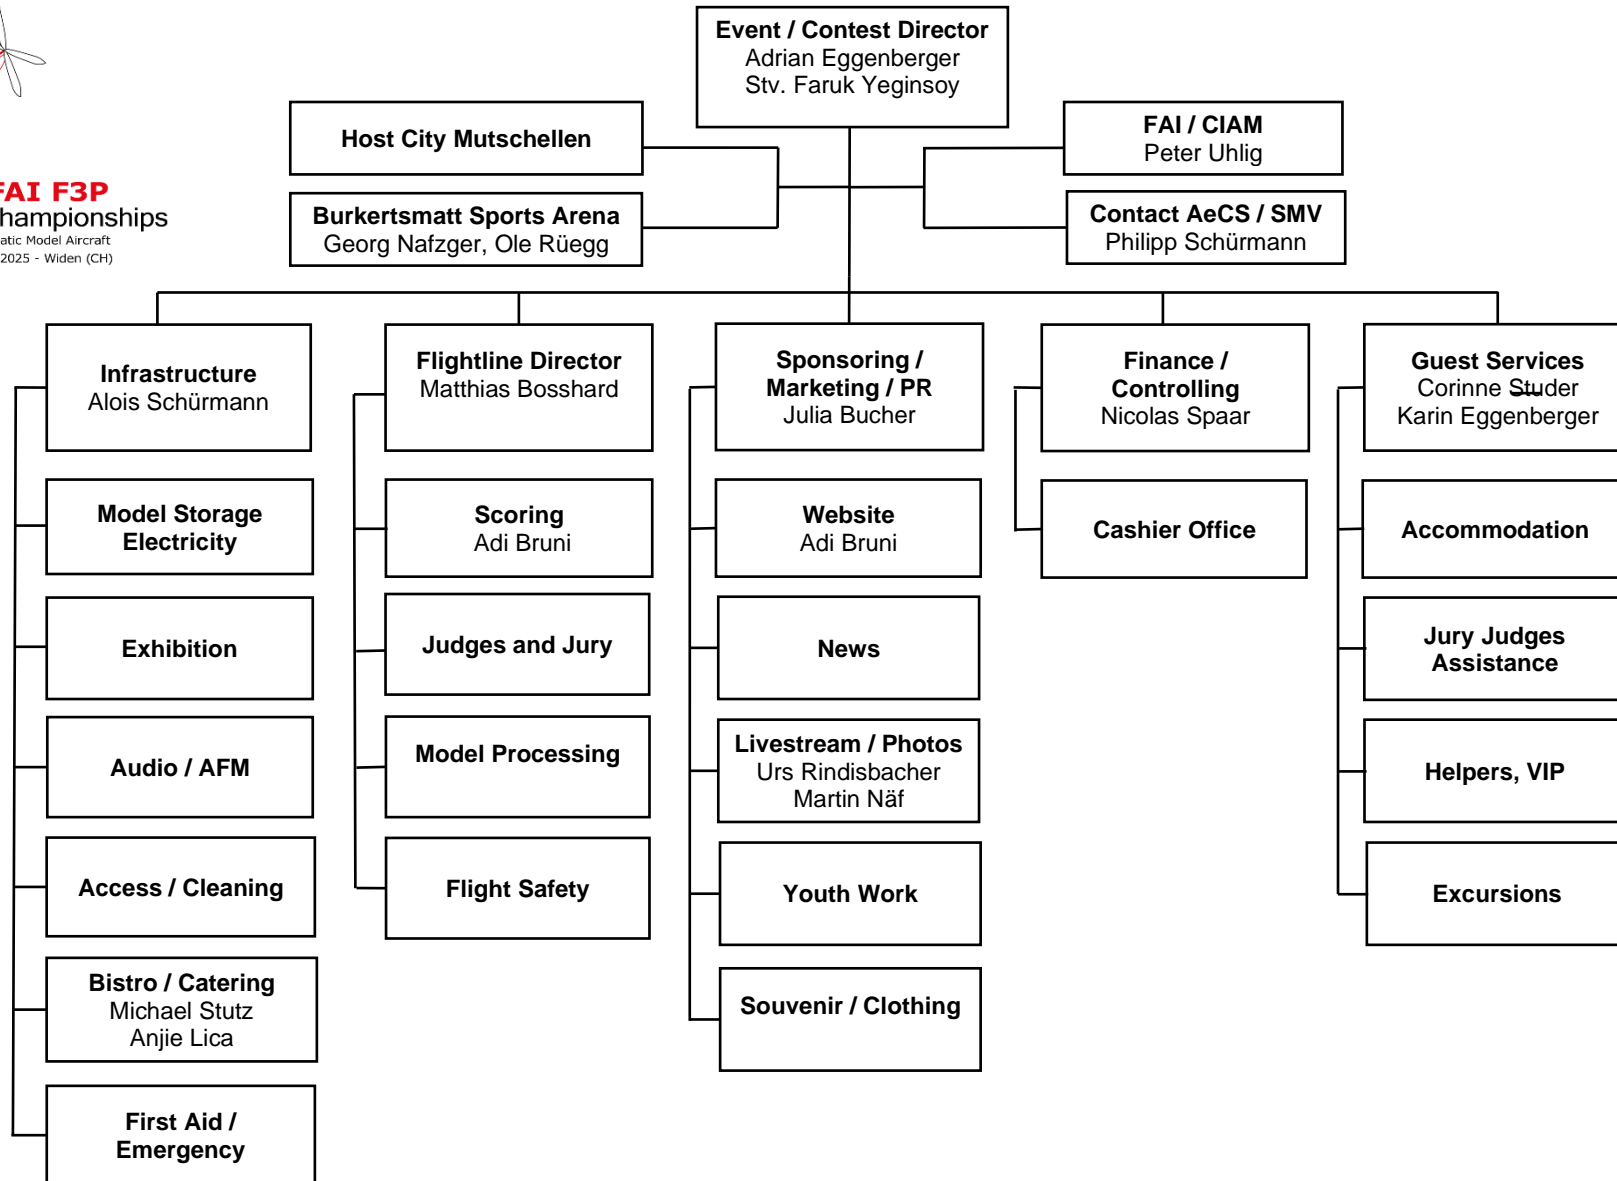 Event / Contest Director
Adrian Eggenberger
Stv. Faruk Yeginsoy
Host City Mutschellen
FAI / CIAM
Peter Uhlig
FAI F3P
hampionships
atic Model Aircraft
2025 - Widen (CH)
Burkertsmatt Sports Arena
Georg Nafzger, Ole Rüegg
Contact AeCS / SMV
Philipp Schürmann
Infrastructure
Alois Schürmann
Flightline Director
Matthias Bosshard
Sponsoring /
Marketing / PR
Julia Bucher
Finance /
Controlling
Nicolas Spaar
Guest Services
Corinne Studer
Karin Eggenberger
Model Storage
Electricity
Scoring
Adi Bruni
Website
Adi Bruni
Cashier Office
Accommodation
Exhibition
Judges and Jury
News
Jury Judges
Assistance
Audio / AFM
Model Processing
Livestream / Photos
Urs Rindisbacher
Martin Näf
Helpers, VIP
Access / Cleaning
Flight Safety
Youth Work
Excursions
Bistro / Catering
Michael Stutz
Anjie Lica
Souvenir / Clothing
First Aid /
Emergency